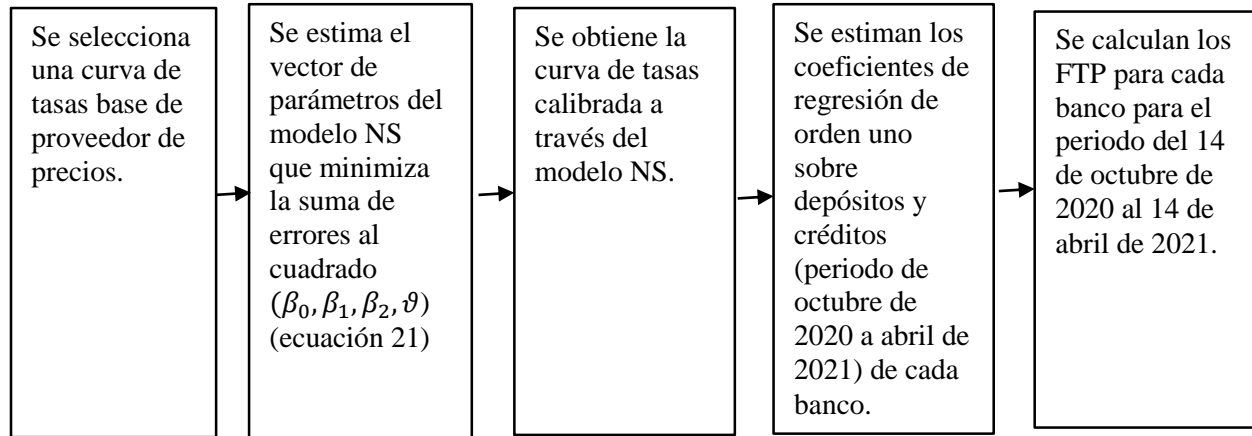 Se selecciona
una curva de
tasas base de
proveedor de
precios.
Se estima el
vector de
parámetros del
modelo NS
que minimiza
la suma de
errores al
cuadrado
(𝛽₀, 𝛽₁, 𝛽₂, 𝜗)
(ecuación 21)
Se obtiene la
curva de tasas
calibrada a
través del
modelo NS.
Se estiman los
coeficientes de
regresión de
orden uno
sobre
depósitos y
créditos
(periodo de
octubre de
2020 a abril de
2021) de cada
banco.
Se calculan los
FTP para cada
banco para el
periodo del 14
de octubre de
2020 al 14 de
abril de 2021.